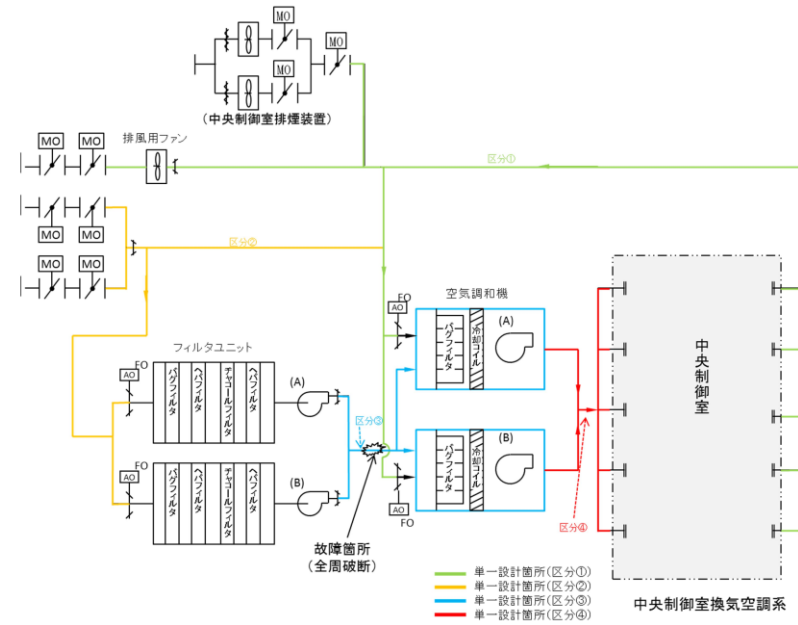 MO
MO
MO
(中央制御室排煙装置)
MO
MO
排風用ファン
区分①
MO
MO
区分②
MO
MO
FO
AO
空気調和機
バグフィルタ
冷却コイル
(A)
中央制御室
フィルタユニット
FO
AO
バグフィルタ
ヘパフィルタ
チャコールフィルタ
ヘパフィルタ
(A)
区分③
FO
AO
バグフィルタ
ヘパフィルタ
チャコールフィルタ
ヘパフィルタ
(B)
バグフィルタ
冷却コイル
(B)
AO
FO
区分④
故障箇所
(全周破断)
単一設計箇所(区分①)
単一設計箇所(区分②)
単一設計箇所(区分③)
単一設計箇所(区分④)
中央制御室換気空調系